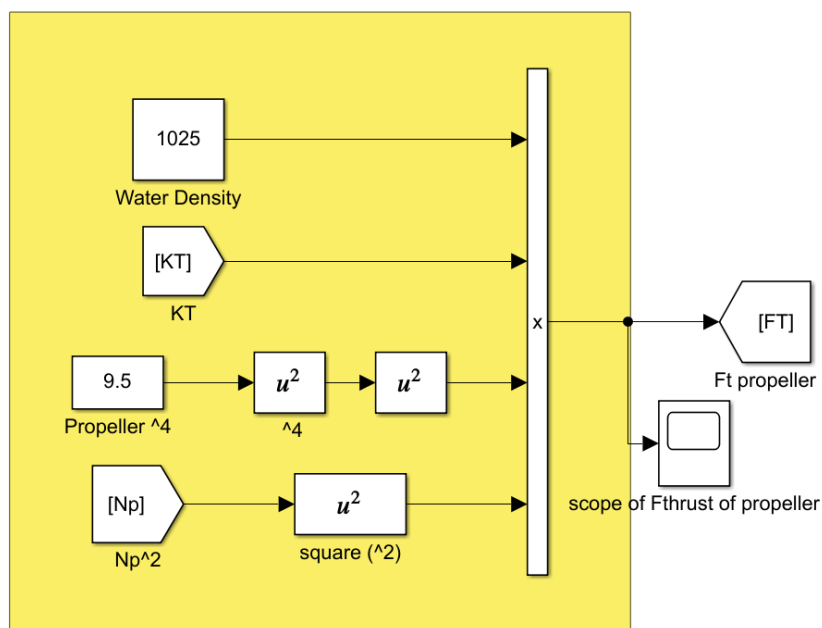 1025
Water Density
[KT]
KT
x
[FT]
Ft propeller
9.5
Propeller ^4
u²
^4
u²
scope of Fthrust of propeller
[Np]
Np^2
u²
square (^2)